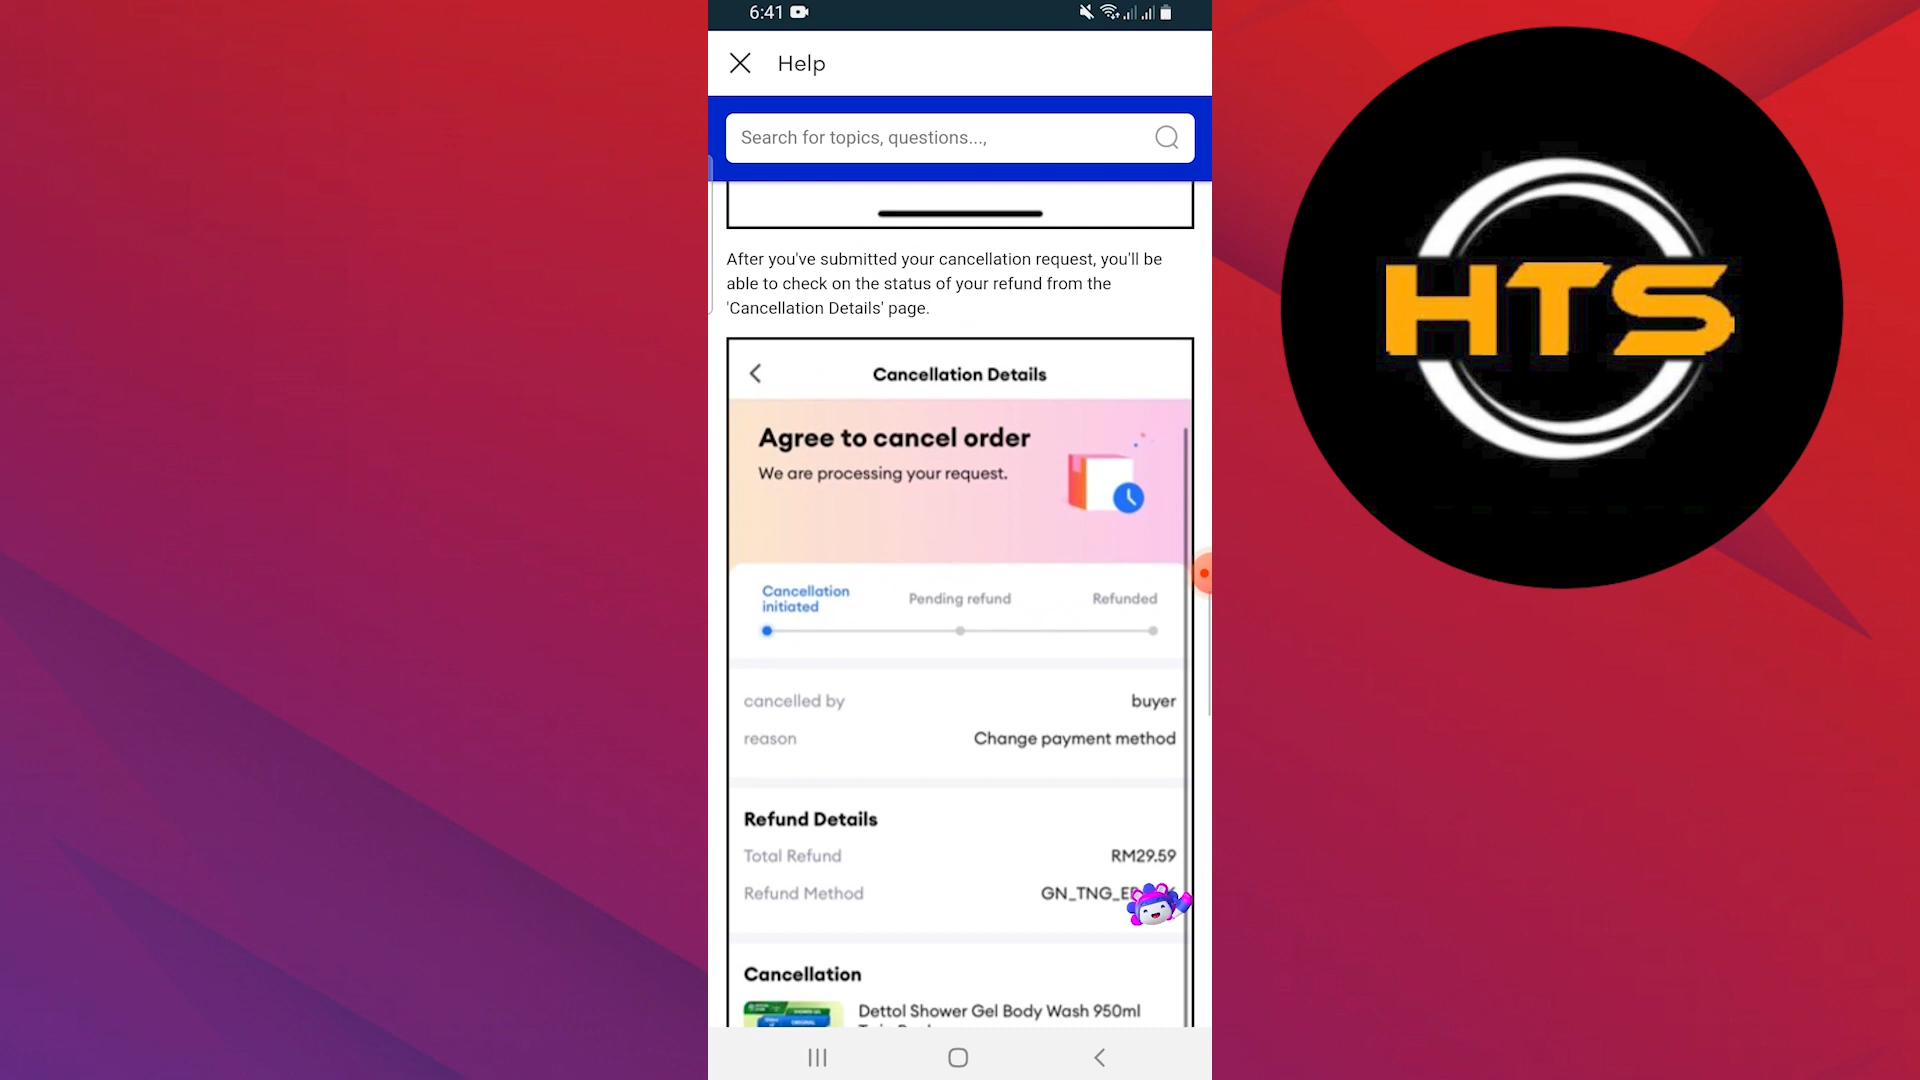 6:41
Help
Search for topics, questions...,
After you've submitted your cancellation request, you'll be
able to check on the status of your refund from the
'Cancellation Details' page.
Cancellation Details
Agree to cancel order
We are processing your request.
Cancellation
initiated
Pending refund
Refunded
cancelled by
buyer
reason
Change payment method
Refund Details
Total Refund
RM29.59
Refund Method
Cancellation
Dettol Shower Gel Body Wash 950ml
HTS